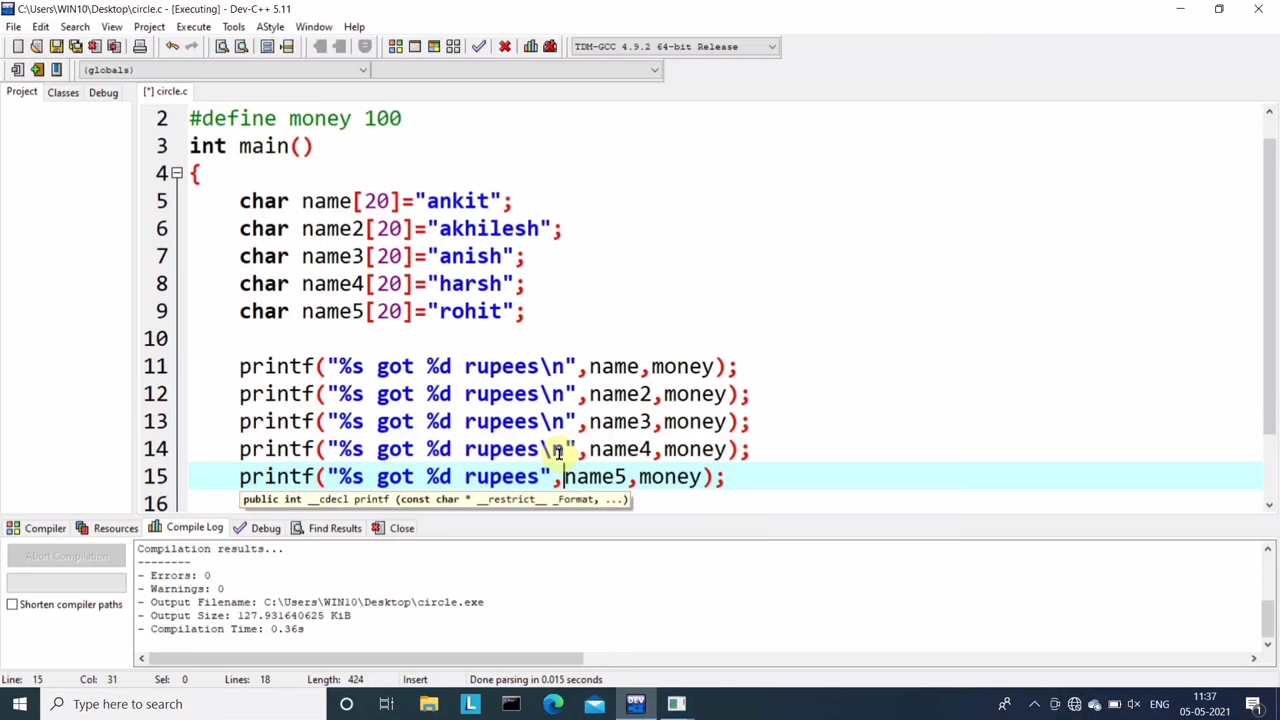 C:\Users\WIN10\Desktop\circle.c - [Executing] - Dev-C++ 5.11
File Edit Search View Project Execute Tools AStyle Window Help
TDM-GCC 4.9.2 64-bit Release
(globals)
Project Classes Debug [*] circle.c
2 #define money 100
3 int main()
4 {
5 char name[20]="ankit";
6 char name2[20]="akhilesh";
7 char name3[20]="anish";
8 char name4[20]="harsh";
9 char name5[20]="rohit";
10
11 printf("%s got %d rupees\n",name,money);
12 printf("%s got %d rupees\n",name2,money);
13 printf("%s got %d rupees\n",name3,money);
14 printf("%s got %d rupees\n",name4,money);
15 printf("%s got %d rupees",name5,money);
16 public int __cdecl printf (const char * __restrict__ _Format, ...)
Compiler Resources Compile Log Debug Find Results Close
Abort Compilation
Shorten compiler paths
Compilation results...
--------
- Errors: 0
- Warnings: 0
- Output Filename: C:\Users\WIN10\Desktop\circle.exe
- Output Size: 127.931640625 KiB
- Compilation Time: 0.36s
Line: 15 Col: 31 Sel: 0 Lines: 18 Length: 424 Insert Done parsing in 0.015 seconds
Type here to search
ENG
11:37
05-05-2021
1